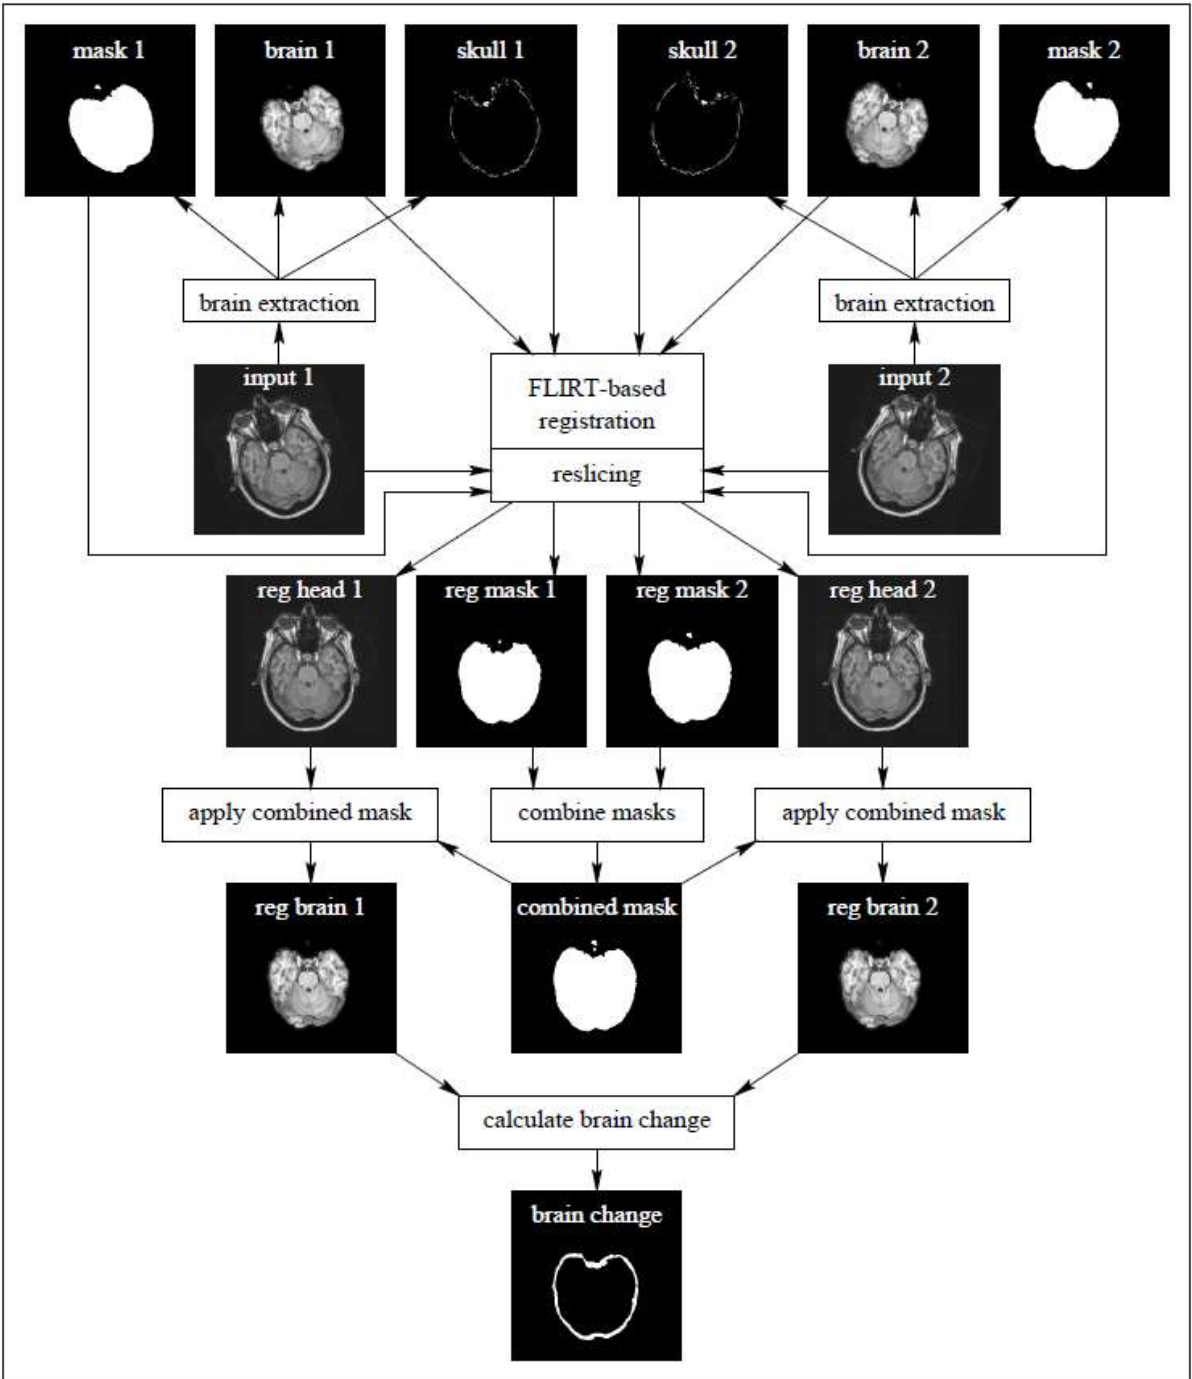 mask 1
brain 1
skull 1
skull 2
brain 2
mask 2
brain extraction
brain extraction
input 1
FLIRT-based
registration
input 2
reslicing
reg head 1
reg mask 1
reg mask 2
reg head 2
apply combined mask
combine masks
apply combined mask
reg brain 1
combined mask
reg brain 2
calculate brain change
brain change